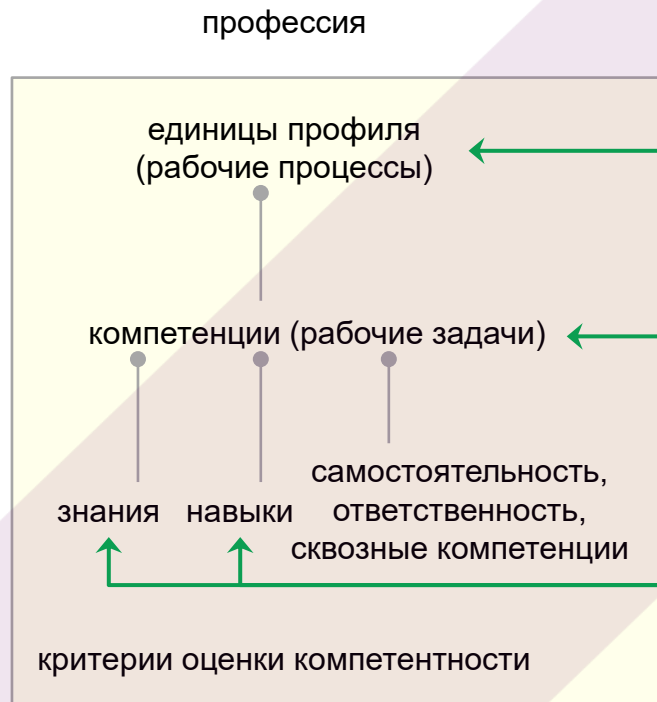 профессия
единицы профиля
(рабочие процессы)
компетенции (рабочие задачи)
знания
навыки
самостоятельность,
ответственность,
сквозные компетенции
критерии оценки компетентности